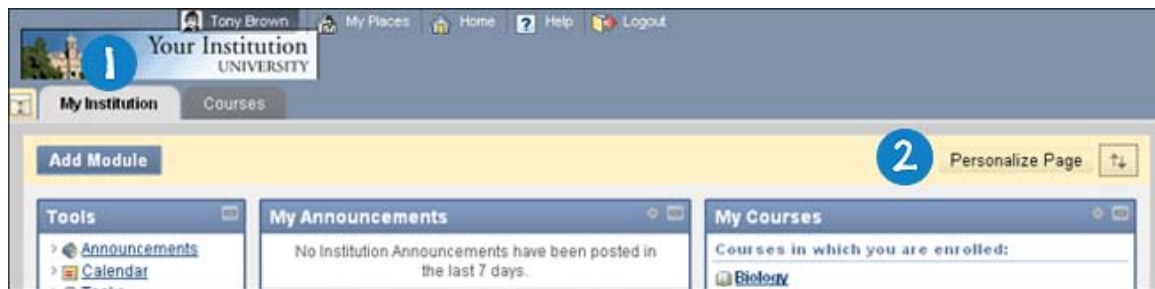 Tony Brown My Places Home ? Help Logout
1
Your Institution
UNIVERSITY
My Institution Courses
Add Module
2 Personalize Page
Tools
My Announcements
My Courses
Announcements
No Institution Announcements have been posted in
the last 7 days.
Courses in which you are enrolled:
Calendar
Biology
Tasks